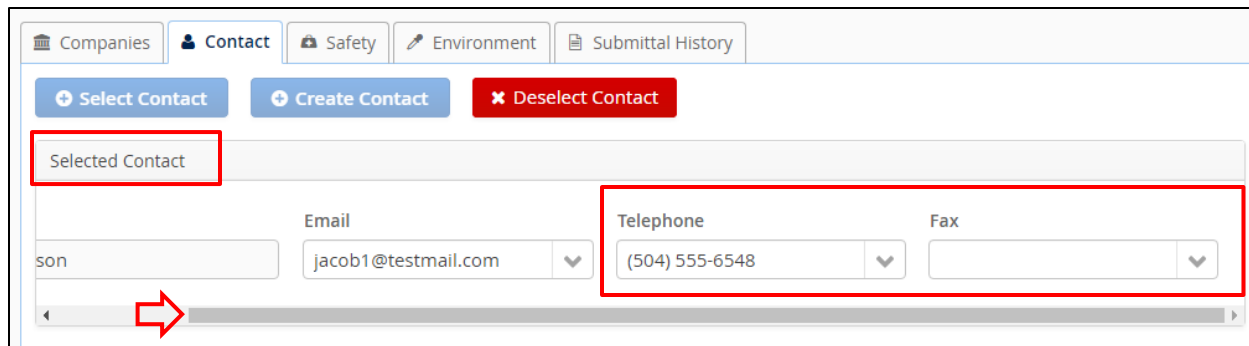 Companies Contact Safety Environment Submittal History
Select Contact Create Contact Deselect Contact
Selected Contact
Email Telephone Fax
son jacob1@testmail.com (504) 555-6548